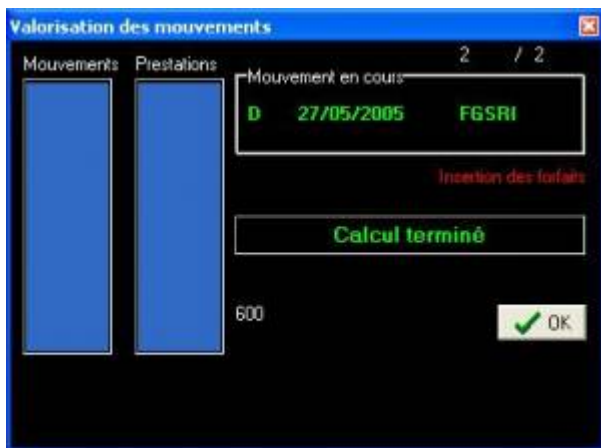 Valorisation des mouvements
2 / 2
Mouvements Prestations
Mouvement en cours
D 27/05/2005 FGSRI
Insertion des forfaits
Calcul terminé
600
OK